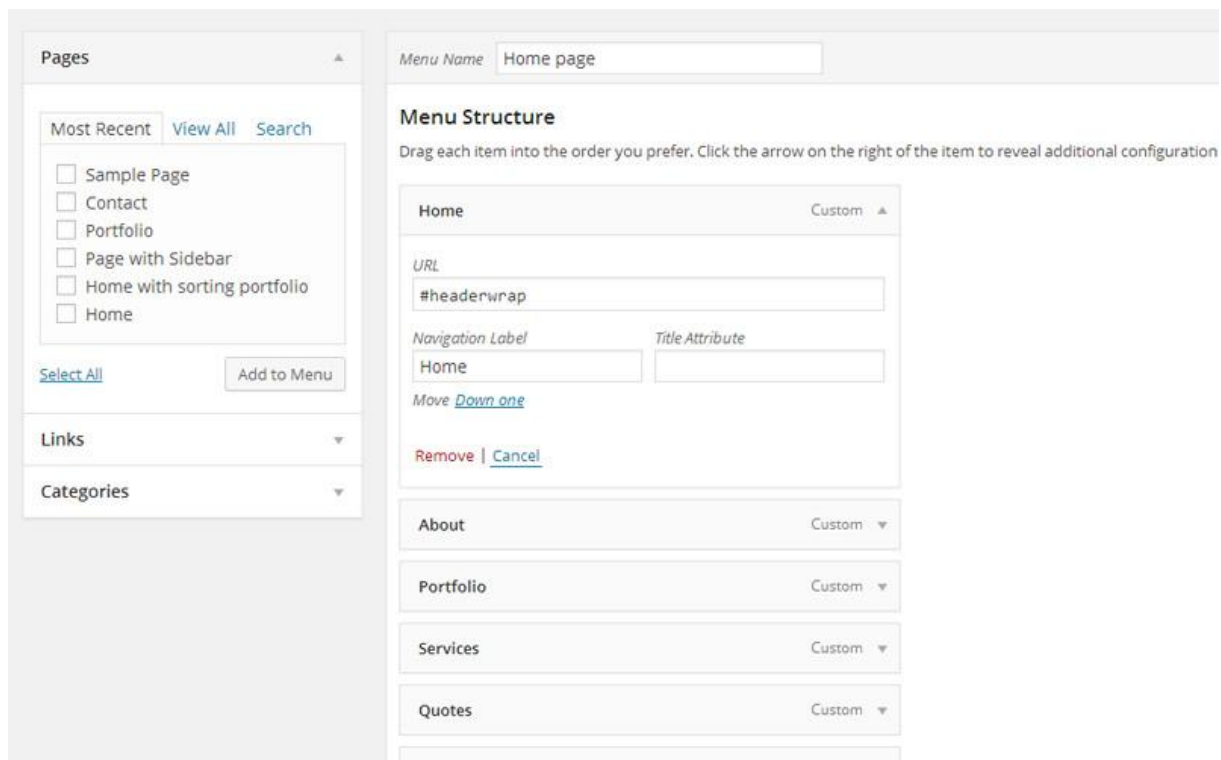 Pages
Most Recent View All Search
Sample Page
Contact
Portfolio
Page with Sidebar
Home with sorting portfolio
Home
Select All Add to Menu
Links
Categories
Menu Name Home page
Menu Structure
Drag each item into the order you prefer. Click the arrow on the right of the item to reveal additional configuration
Home Custom
URL
#headerwrap
Navigation Label Title Attribute
Home
Move Down one
Remove | Cancel
About Custom
Portfolio Custom
Services Custom
Quotes Custom